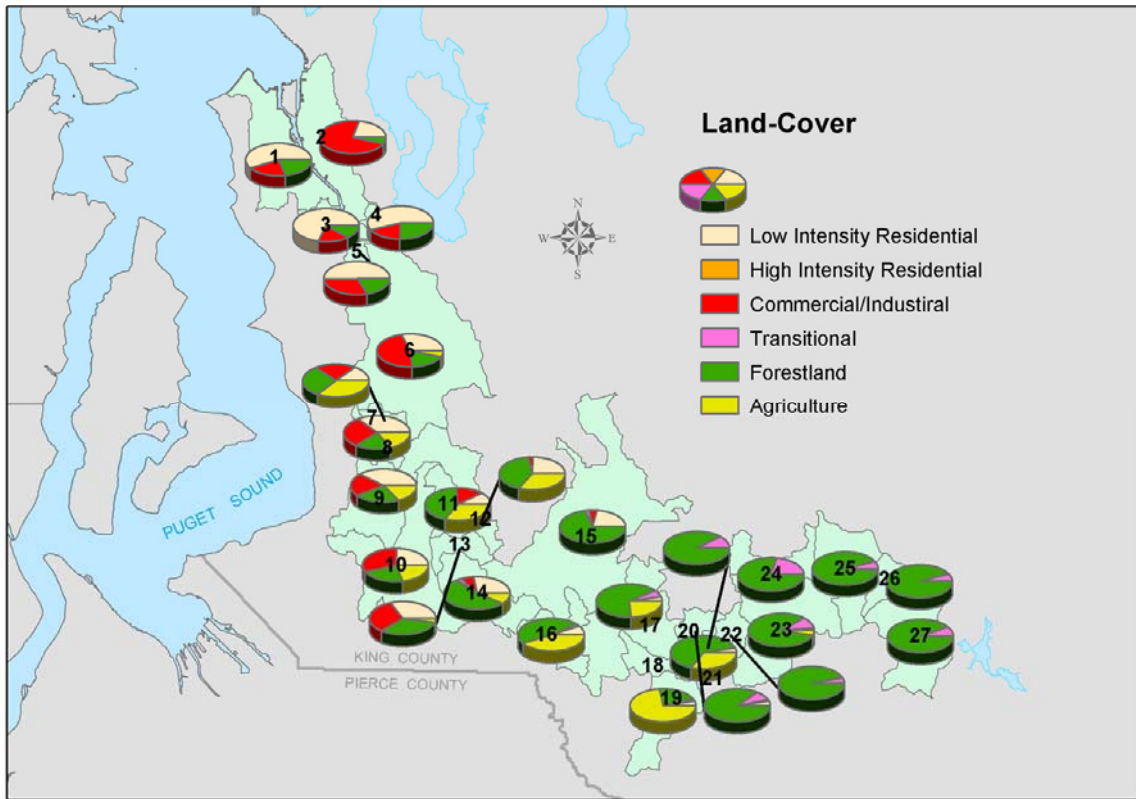 Land-Cover
Low Intensity Residential
High Intensity Residential
Commercial/Industiral
Transitional
Forestland
Agriculture
N
W
E
S
PUGET SOUND
KING COUNTY
PIERCE COUNTY
1
2
3
4
5
6
7
8
9
10
11
12
13
14
15
16
17
18
19
20
21
22
23
24
25
26
27